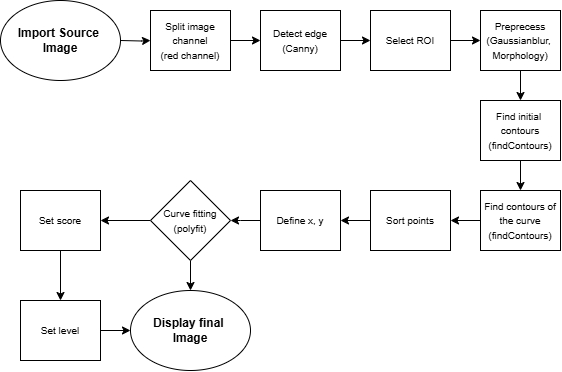 Import Source
Image
Split image
channel
(red channel)
Detect edge
(Canny)
Select ROI
Preprecess
(Gaussianblur,
Morphology)
Find initial
contours
(findContours)
Find contours of
the curve
(findContours)
Sort points
Define x, y
Curve fitting
(polyfit)
Set score
Set level
Display final
Image